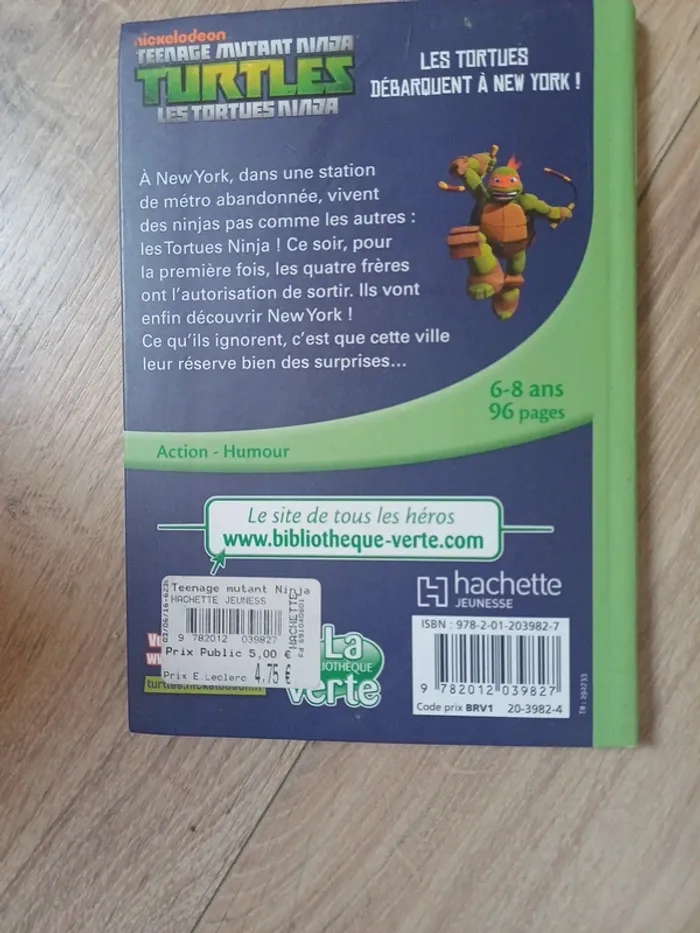 nickelodeon
TEENAGE MUTANT NINJA
TURTLES
LES TORTUES NINJA
LES TORTUES
DÉBARQUENT À NEW YORK !
À New York, dans une station
de métro abandonnée, vivent
des ninjas pas comme les autres :
les Tortues Ninja ! Ce soir, pour
la première fois, les quatre frères
ont l'autorisation de sortir. Ils vont
enfin découvrir New York !
Ce qu'ils ignorent, c'est que cette ville
leur réserve bien des surprises...
6-8 ans
96 pages
Action - Humour
Le site de tous les héros
www.bibliotheque-verte.com
hachette
JEUNESSE
ISBN : 978-2-01-203982-7
9 782012 039827
Code prix BRV1 20-3982-4
Teenage mutant Ninja
HACHETTE JEUNESS
9 782012 039827
Prix Public 5,00 €
Prix E.Leclerc 4,75 €
HACHETTE
La
BIBLIOTHÈQUE
verte
turtles.nickelodeon.fr